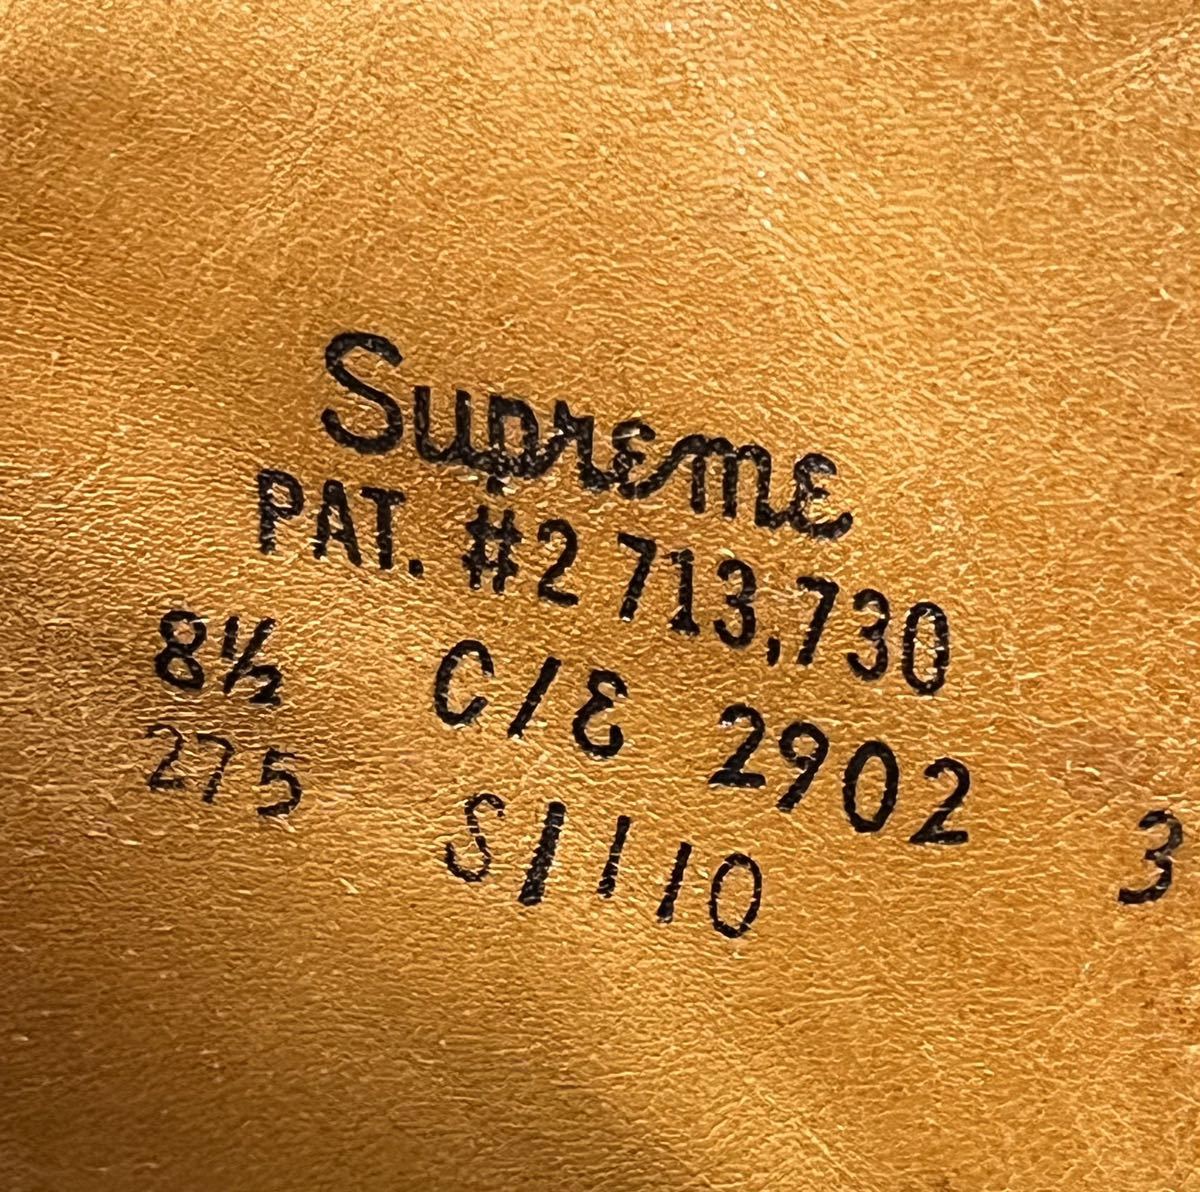 Supreme
PAT. #2 713,730
8½ C/E 2902 3
275 S/110